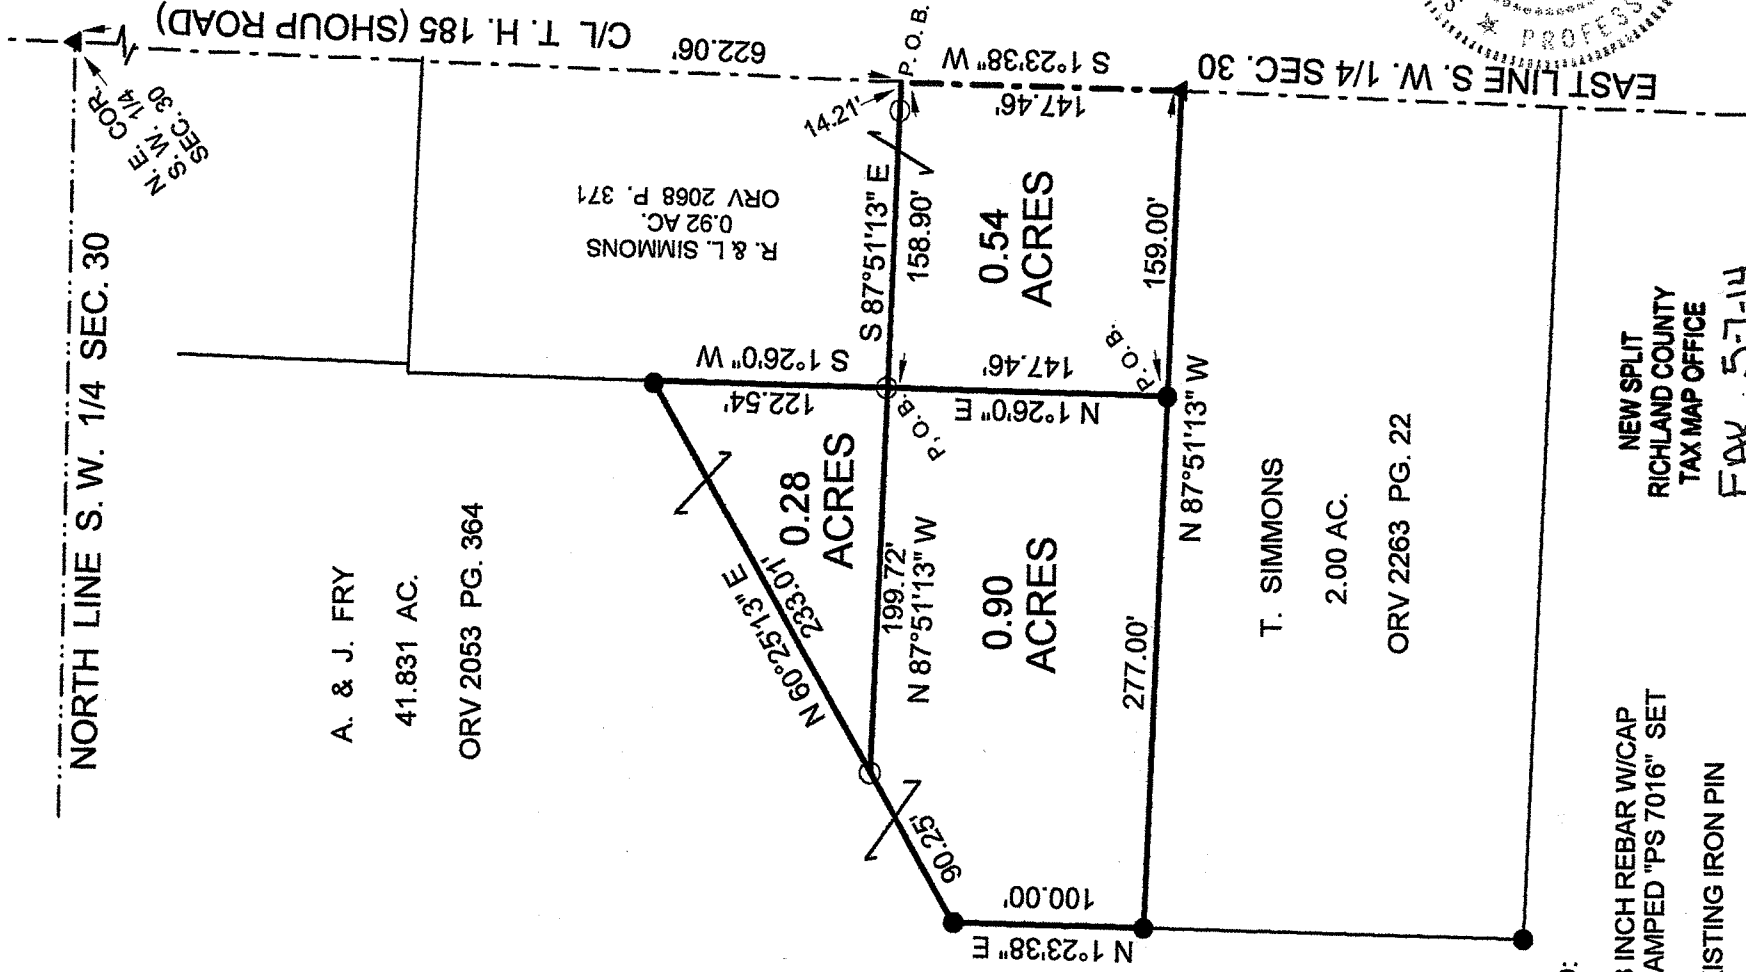 C/L T. H. 185 (SHOUP ROAD)
N. E. COR.
S. W. 1/4
SEC. 30
NORTH LINE S. W. 1/4 SEC. 30
622.06'
P. O. B.
14.21'
S 1°23'38" W
147.46'
EAST LINE S. W. 1/4 SEC. 30
PROFESS
R. & L. SIMMONS
0.92 AC.
ORV 2068 P. 371
S 87°51'13" E
158.90'
0.54
ACRES
159.00'
S 1°26'0" W
122.54'
P. O. B.
147.46'
N 1°26'0" E
P. O. B.
N 87°51'13" W
A. & J. FRY
41.831 AC.
ORV 2053 PG. 364
N 60°25'13" E
233.01'
0.28
ACRES
199.72'
N 87°51'13" W
0.90
ACRES
277.00'
90.25'
100.00'
N 1°23'38" E
T. SIMMONS
2.00 AC.
ORV 2263 PG. 22
NEW SPLIT
RICHLAND COUNTY
TAX MAP OFFICE
5-7-14
INCH REBAR W/CAP
AMPED "PS 7016" SET
ISTING IRON PIN